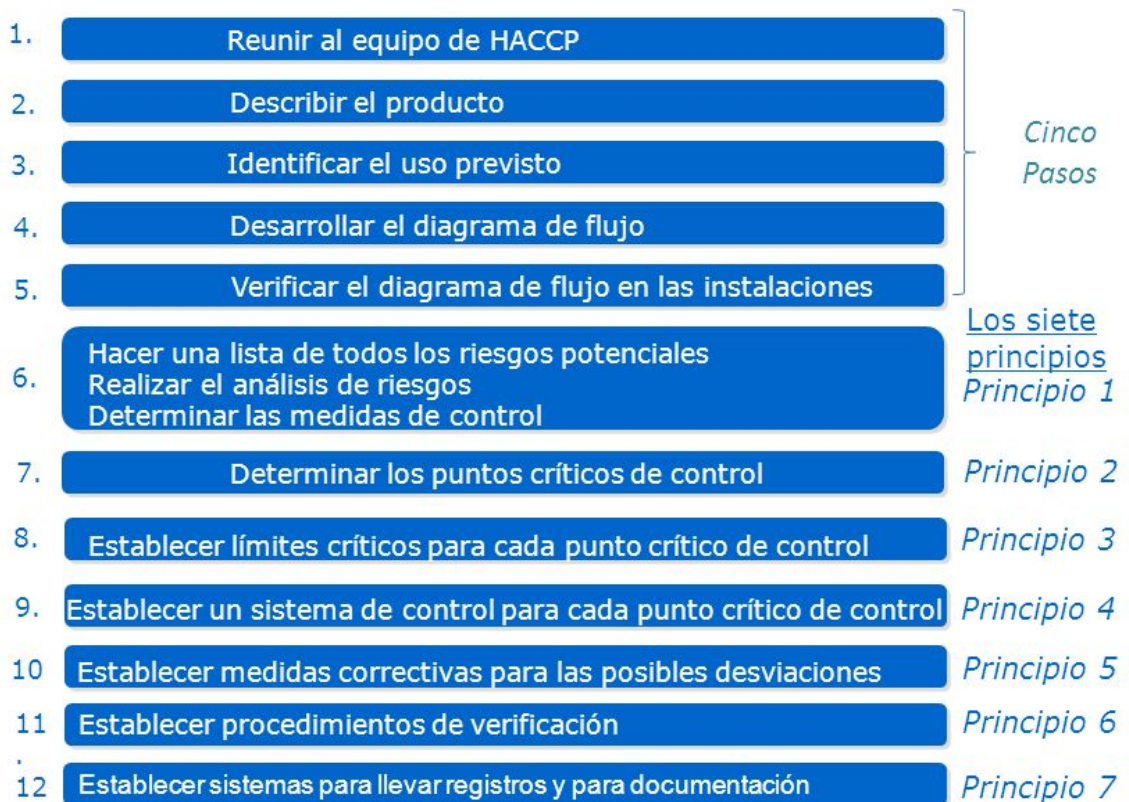 1. Reunir al equipo de HACCP
2. Describir el producto
Cinco
Pasos
3. Identificar el uso previsto
4. Desarrollar el diagrama de flujo
5. Verificar el diagrama de flujo en las instalaciones
Los siete
principios
6. Hacer una lista de todos los riesgos potenciales
Realizar el análisis de riesgos
Determinar las medidas de control
Principio 1
7. Determinar los puntos críticos de control Principio 2
8. Establecer límites críticos para cada punto crítico de control Principio 3
9. Establecer un sistema de control para cada punto crítico de control Principio 4
10 Establecer medidas correctivas para las posibles desviaciones Principio 5
11 Establecer procedimientos de verificación Principio 6
.
12 Establecer sistemas para llevar registros y para documentación Principio 7